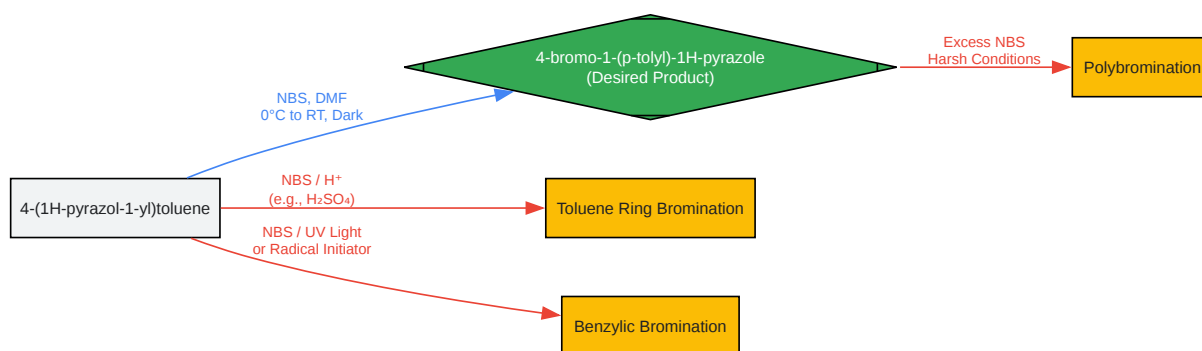 4-bromo-1-(p-tolyl)-1H-pyrazole
(Desired Product)
Excess NBS
Harsh Conditions
Polybromination
NBS, DMF
0°C to RT, Dark
4-(1H-pyrazol-1-yl)toluene
NBS / H⁺
(e.g., H₂SO₄)
Toluene Ring Bromination
NBS / UV Light
or Radical Initiator
Benzylic Bromination